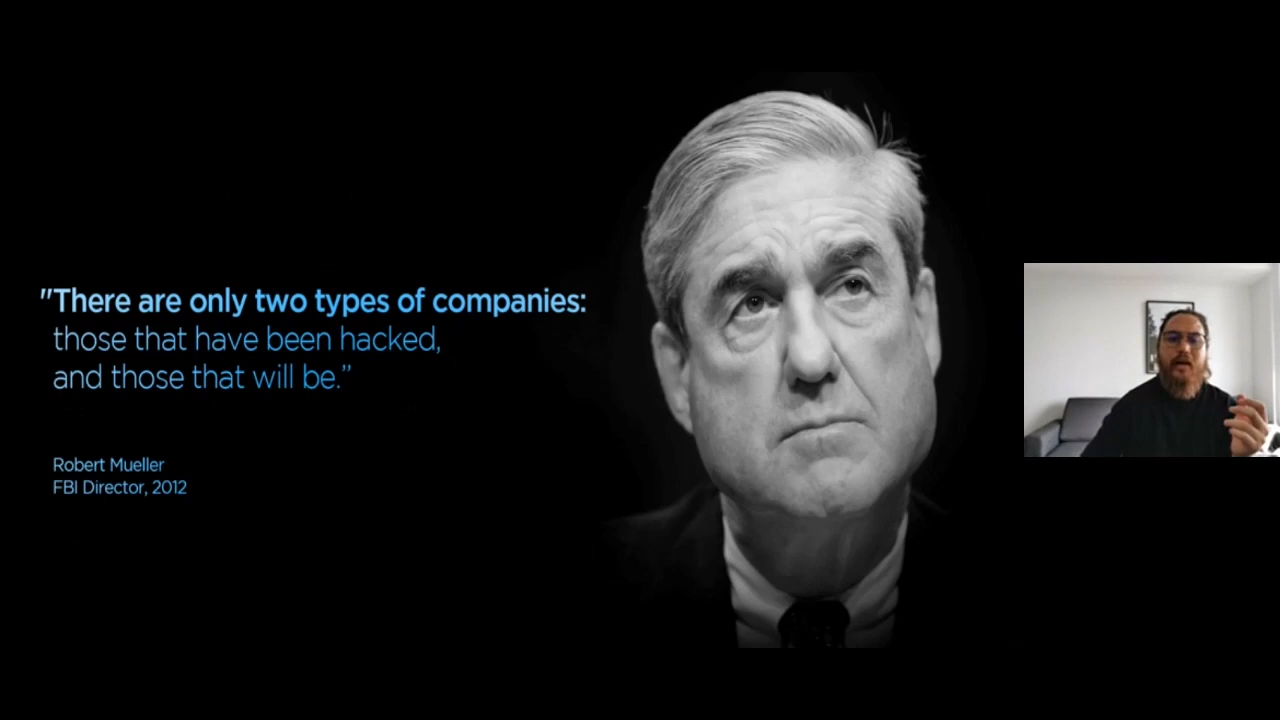 "There are only two types of companies:
those that have been hacked,
and those that will be.”
Robert Mueller
FBI Director, 2012